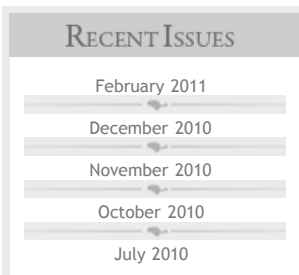 Recent Issues
February 2011
December 2010
November 2010
October 2010
July 2010